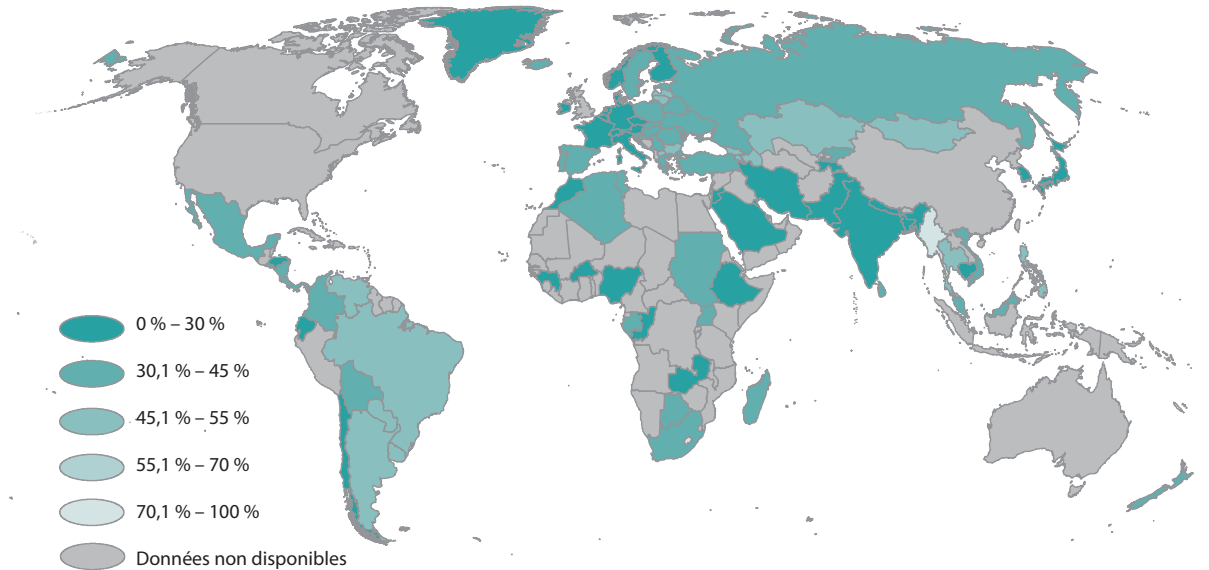 0 % – 30 %
30,1 % – 45 %
45,1 % – 55 %
55,1 % – 70 %
70,1 % – 100 %
Données non disponibles